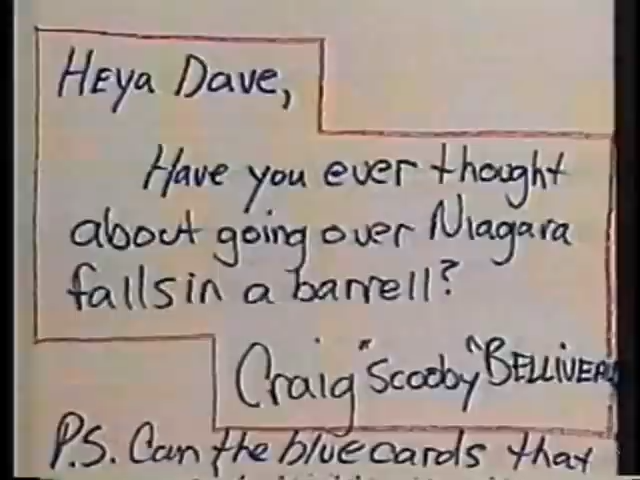 Heya Dave,
Have you ever thought
about going over Niagara
falls in a barrell?
Craig "Scooby"
P.S. Can the blue cards that